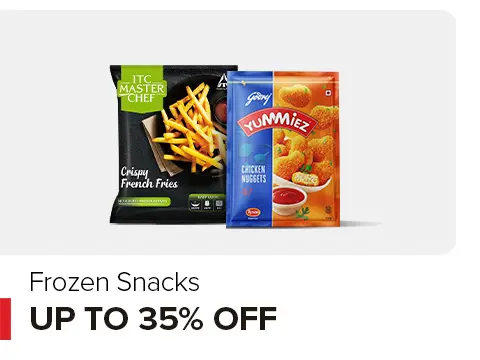 ITC
MASTER
CHEF
Crispy
French Fries
Godrej
YUMMIEZ
CHICKEN
NUGGETS
Frozen Snacks
UP TO 35% OFF